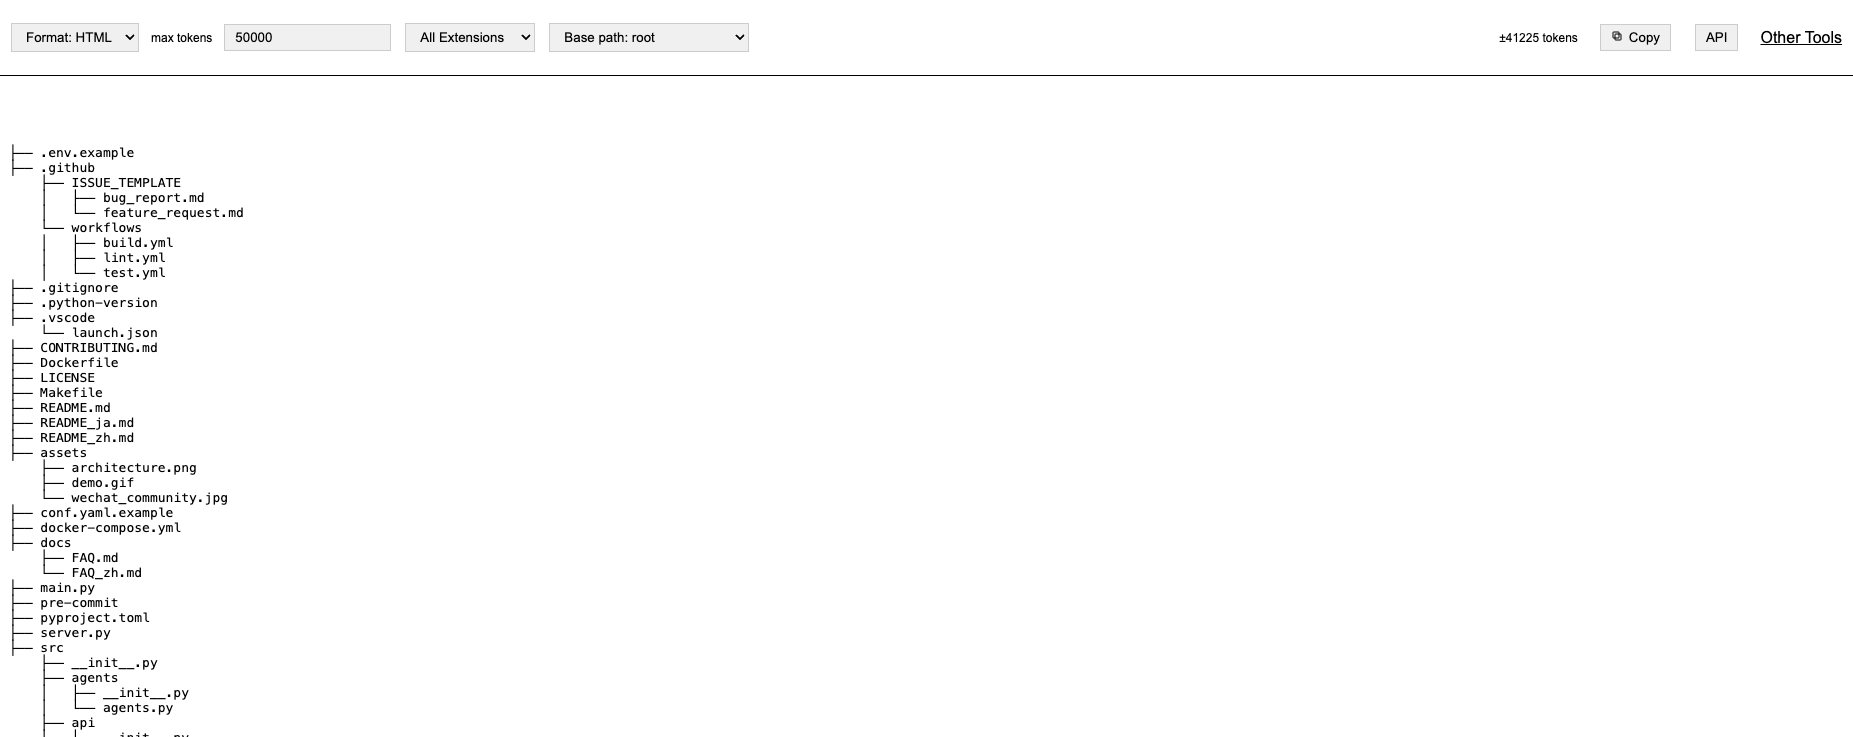 Format: HTML max tokens 50000 All Extensions Base path: root ±41225 tokens Copy API Other Tools
├── .env.example
├── .github
    ├── ISSUE_TEMPLATE
    │   ├── bug_report.md
    │   └── feature_request.md
    └── workflows
    │   ├── build.yml
    │   ├── lint.yml
    │   └── test.yml
├── .gitignore
├── .python-version
├── .vscode
    └── launch.json
├── CONTRIBUTING.md
├── Dockerfile
├── LICENSE
├── Makefile
├── README.md
├── README_ja.md
├── README_zh.md
├── assets
    ├── architecture.png
    ├── demo.gif
    └── wechat_community.jpg
├── conf.yaml.example
├── docker-compose.yml
├── docs
    ├── FAQ.md
    └── FAQ_zh.md
├── main.py
├── pre-commit
├── pyproject.toml
├── server.py
├── src
    ├── __init__.py
    ├── agents
    │   ├── __init__.py
    │   └── agents.py
    ├── api
    │   ├── __init__.py